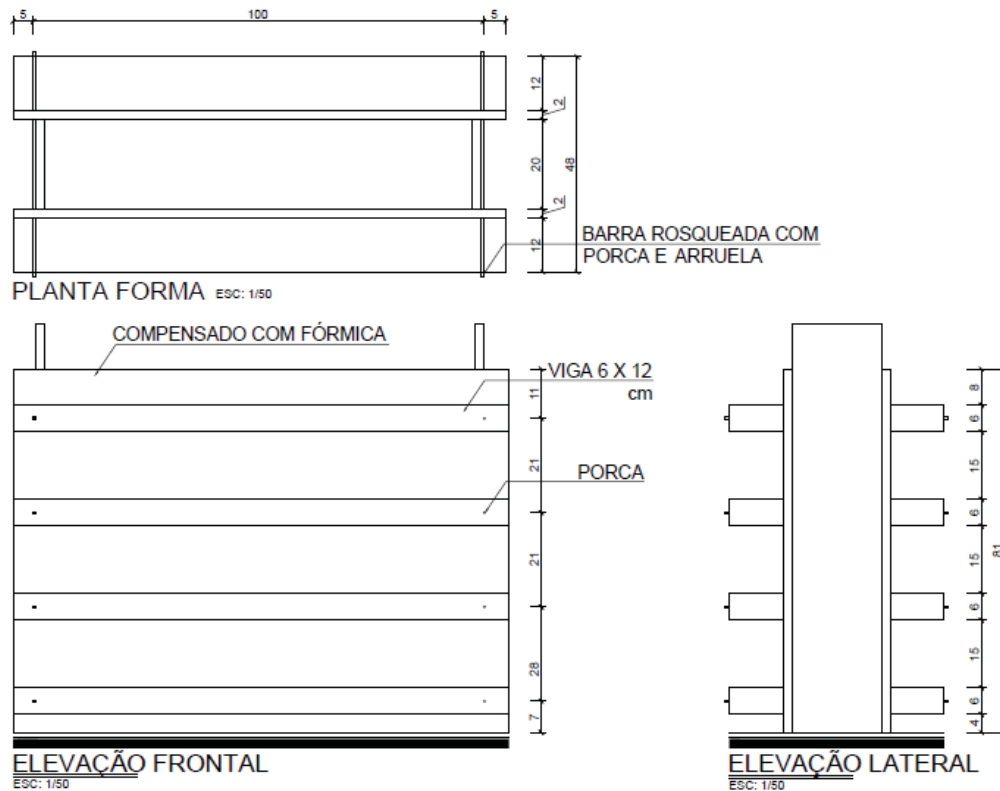 5 100 5
12
2
20
48
2
12
BARRA ROSQUEADA COM
PORCA E ARRUELA
PLANTA FORMA ESC: 1/50
COMPENSADO COM FÓRMICA
VIGA 6 X 12
cm
PORCA
11
21
21
28
7
8
6
15
6
15
6
15
6
4
81
ELEVAÇÃO FRONTAL
ESC: 1/50
ELEVAÇÃO LATERAL
ESC: 1/50